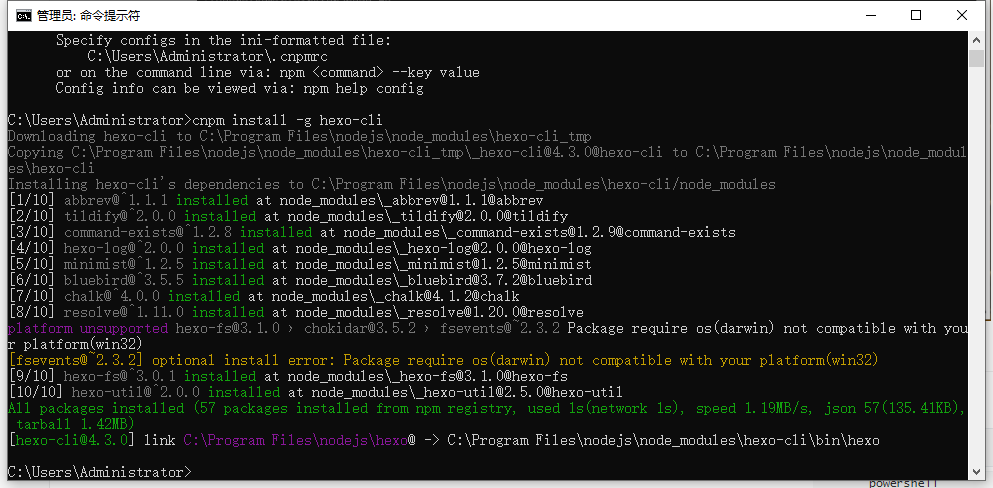 管理员: 命令提示符
Specify configs in the ini-formatted file:
C:\Users\Administrator\.cnpmrc
or on the command line via: npm <command> --key value
Config info can be viewed via: npm help config
C:\Users\Administrator>cnpm install -g hexo-cli
Downloading hexo-cli to C:\Program Files\nodejs\node_modules\hexo-cli_tmp
Copying C:\Program Files\nodejs\node_modules\hexo-cli_tmp\_hexo-cli@4.3.0@hexo-cli to C:\Program Files\nodejs\node_modul
es\hexo-cli
Installing hexo-cli's dependencies to C:\Program Files\nodejs\node_modules\hexo-cli/node_modules
[1/10] abbrev@^1.1.1 installed at node_modules\_abbrev@1.1.1@abbrev
[2/10] tildify@^2.0.0 installed at node_modules\_tildify@2.0.0@tildify
[3/10] command-exists@^1.2.8 installed at node_modules\_command-exists@1.2.9@command-exists
[4/10] hexo-log@^2.0.0 installed at node_modules\_hexo-log@2.0.0@hexo-log
[5/10] minimist@^1.2.5 installed at node_modules\_minimist@1.2.5@minimist
[6/10] bluebird@^3.5.5 installed at node_modules\_bluebird@3.7.2@bluebird
[7/10] chalk@^4.0.0 installed at node_modules\_chalk@4.1.2@chalk
[8/10] resolve@^1.11.0 installed at node_modules\_resolve@1.20.0@resolve
platform unsupported hexo-fs@3.1.0 › chokidar@3.5.2 › fsevents@~2.3.2 Package require os(darwin) not compatible with you
r platform(win32)
[fsevents@~2.3.2] optional install error: Package require os(darwin) not compatible with your platform(win32)
[9/10] hexo-fs@^3.0.1 installed at node_modules\_hexo-fs@3.1.0@hexo-fs
[10/10] hexo-util@^2.0.0 installed at node_modules\_hexo-util@2.5.0@hexo-util
All packages installed (57 packages installed from npm registry, used 1s(network 1s), speed 1.19MB/s, json 57(135.41KB),
tarball 1.42MB)
[hexo-cli@4.3.0] link C:\Program Files\nodejs\hexo@ -> C:\Program Files\nodejs\node_modules\hexo-cli\bin\hexo
C:\Users\Administrator>
powershell